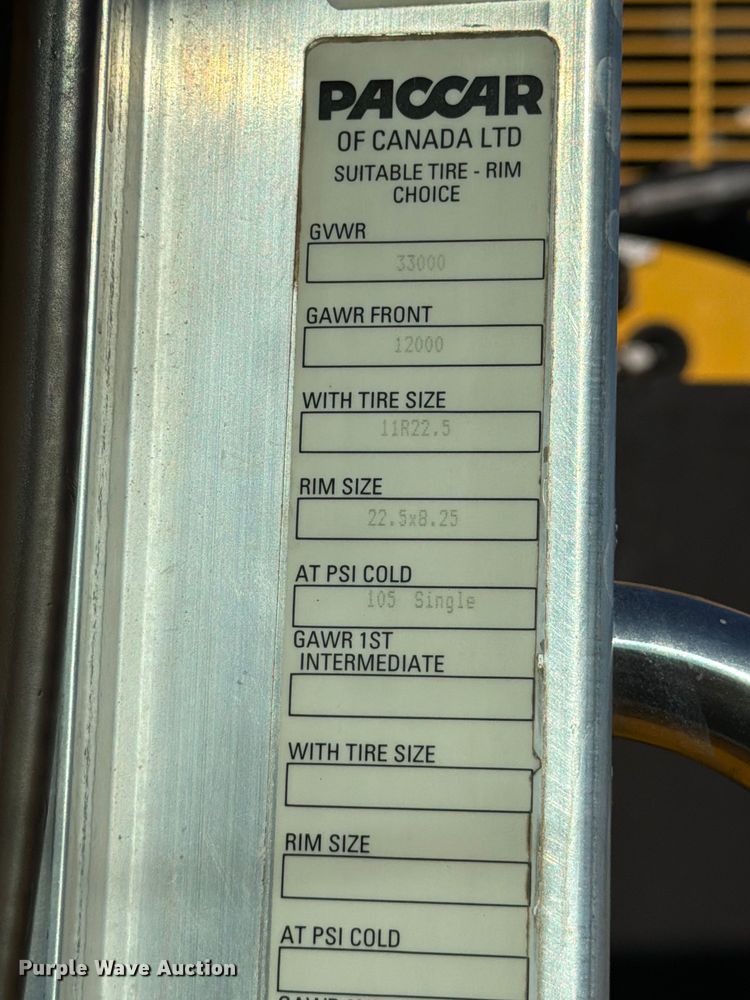 PACCAR
OF CANADA LTD
SUITABLE TIRE - RIM
CHOICE
GVWR
33000
GAWR FRONT
12000
WITH TIRE SIZE
11R22.5
RIM SIZE
22.5x8.25
AT PSI COLD
105 Single
GAWR 1ST
INTERMEDIATE
WITH TIRE SIZE
RIM SIZE
AT PSI COLD
Purple Wave Auction